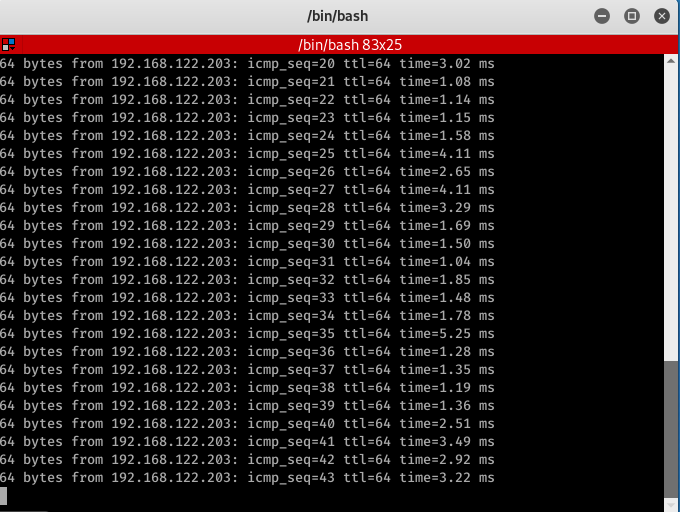 /bin/bash
/bin/bash 83x25
64 bytes from 192.168.122.203: icmp_seq=20 ttl=64 time=3.02 ms
64 bytes from 192.168.122.203: icmp_seq=21 ttl=64 time=1.08 ms
64 bytes from 192.168.122.203: icmp_seq=22 ttl=64 time=1.14 ms
64 bytes from 192.168.122.203: icmp_seq=23 ttl=64 time=1.15 ms
64 bytes from 192.168.122.203: icmp_seq=24 ttl=64 time=1.58 ms
64 bytes from 192.168.122.203: icmp_seq=25 ttl=64 time=4.11 ms
64 bytes from 192.168.122.203: icmp_seq=26 ttl=64 time=2.65 ms
64 bytes from 192.168.122.203: icmp_seq=27 ttl=64 time=4.11 ms
64 bytes from 192.168.122.203: icmp_seq=28 ttl=64 time=3.29 ms
64 bytes from 192.168.122.203: icmp_seq=29 ttl=64 time=1.69 ms
64 bytes from 192.168.122.203: icmp_seq=30 ttl=64 time=1.50 ms
64 bytes from 192.168.122.203: icmp_seq=31 ttl=64 time=1.04 ms
64 bytes from 192.168.122.203: icmp_seq=32 ttl=64 time=1.85 ms
64 bytes from 192.168.122.203: icmp_seq=33 ttl=64 time=1.48 ms
64 bytes from 192.168.122.203: icmp_seq=34 ttl=64 time=1.78 ms
64 bytes from 192.168.122.203: icmp_seq=35 ttl=64 time=5.25 ms
64 bytes from 192.168.122.203: icmp_seq=36 ttl=64 time=1.28 ms
64 bytes from 192.168.122.203: icmp_seq=37 ttl=64 time=1.35 ms
64 bytes from 192.168.122.203: icmp_seq=38 ttl=64 time=1.19 ms
64 bytes from 192.168.122.203: icmp_seq=39 ttl=64 time=1.36 ms
64 bytes from 192.168.122.203: icmp_seq=40 ttl=64 time=2.51 ms
64 bytes from 192.168.122.203: icmp_seq=41 ttl=64 time=3.49 ms
64 bytes from 192.168.122.203: icmp_seq=42 ttl=64 time=2.92 ms
64 bytes from 192.168.122.203: icmp_seq=43 ttl=64 time=3.22 ms